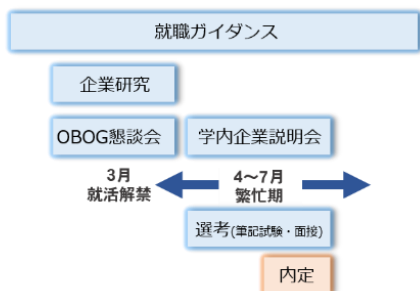 就職ガイダンス
企業研究
OBOG懇談会
学内企業説明会
3月
就活解禁
4～7月
繁忙期
選考(筆記試験・面接)
内定